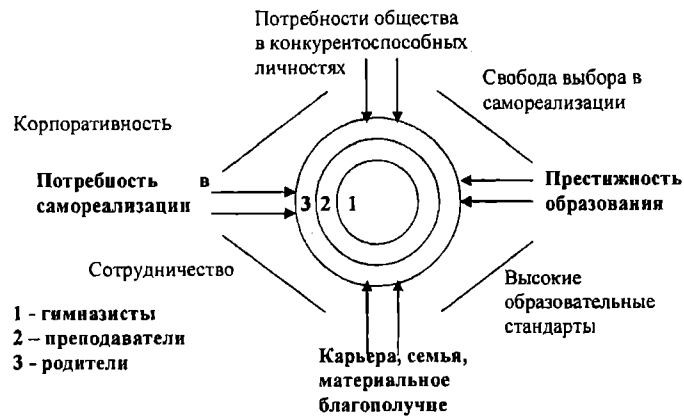 Потребности общества
в конкурентоспособных
личностях
Свобода выбора в
самореализации
Корпоративность
Потребность в
самореализации
3 2 1
Престижность
образования
Сотрудничество
Высокие
образовательные
стандарты
1 - гимназисты
2 – преподаватели
3 - родители
Карьера, семья,
материальное
благополучие